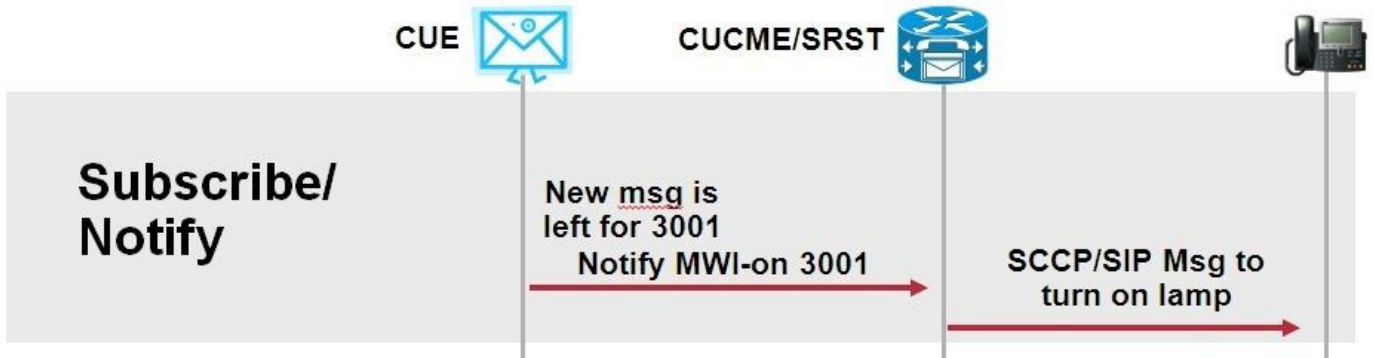 CUE
CUCME/SRST
Subscribe/
Notify
New msg is
left for 3001
Notify MWI-on 3001
SCCP/SIP Msg to
turn on lamp